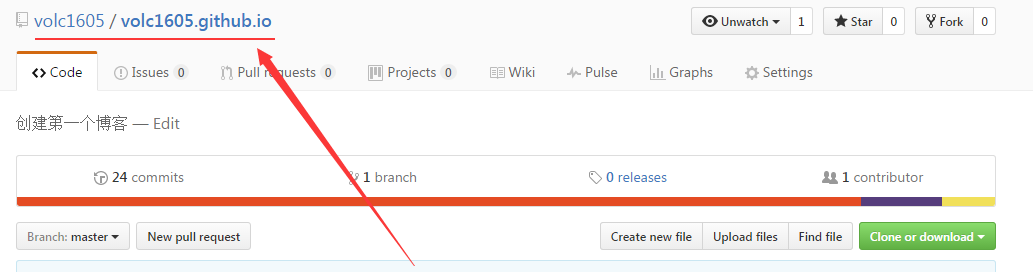 volc1605 / volc1605.github.io Unwatch 1 Star 0 Fork 0
Code Issues 0 Pull requests 0 Projects 0 Wiki Pulse Graphs Settings
创建第一个博客 — Edit
24 commits 1 branch 0 releases 1 contributor
Branch: master New pull request Create new file Upload files Find file Clone or download